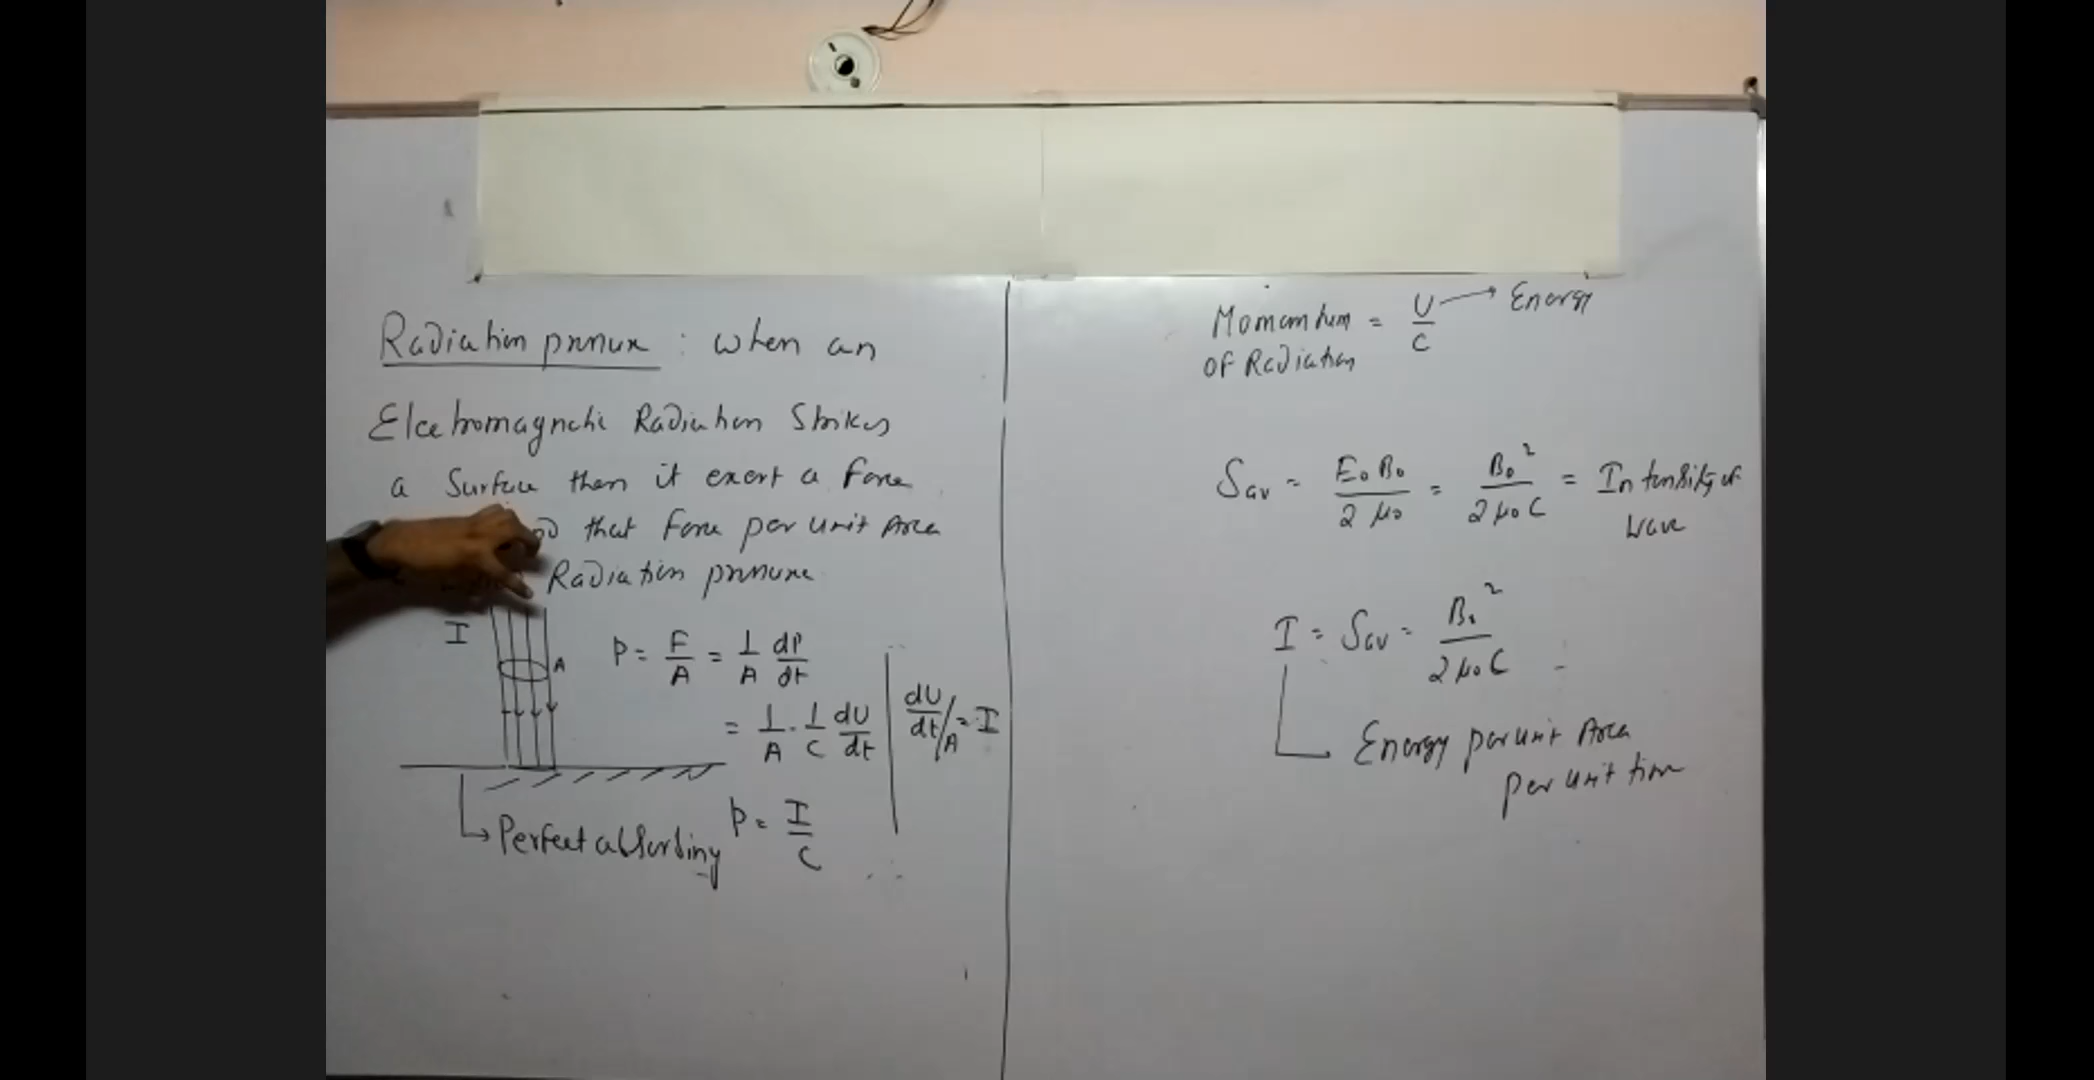 Radiation pressure : when an
Electromagnetic Radiation Strikes
a Surface then it exert a force
that force per unit Area
Radiation pressure
I
A
P = F/A = 1/A dP/dt
= 1/A · 1/C dU/dt
dU/dt/A = I
P = I/C
Perfect absorbing
Momentum = U/C → Energy
of Radiation
Sav = E₀B₀/2μ₀ = B₀²/2μ₀C = Intensity of
wave
I = Sav = B₀²/2μ₀C
Energy per unit Area
per unit time